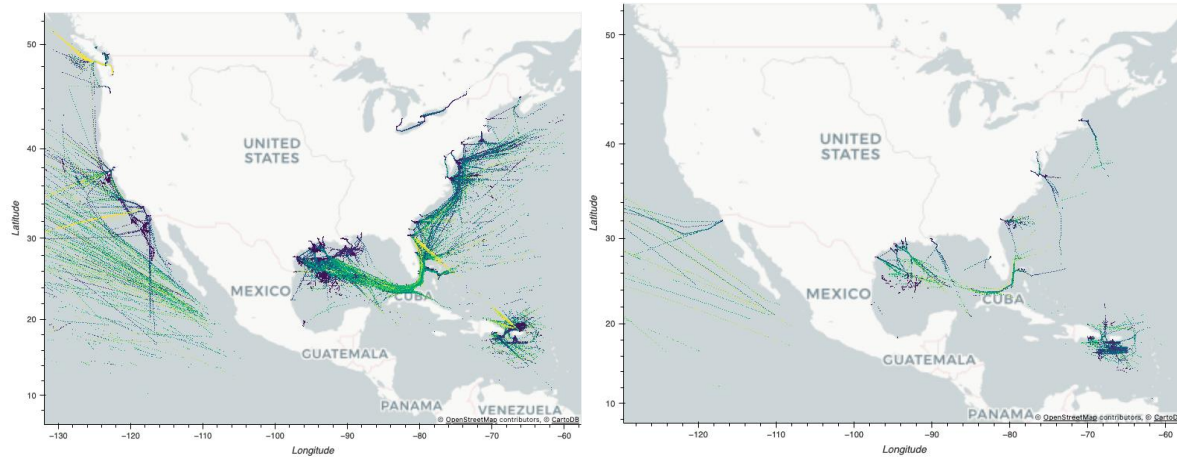 50
40
30
20
10
Latitude
UNITED
STATES
MEXICO
CUBA
GUATEMALA
PANAMA
VENEZUELA
© OpenStreetMap contributors, © CartoDB
−130
−120
−110
−100
−90
−80
−70
−60
Longitude
50
40
30
20
10
Latitude
UNITED
STATES
MEXICO
CUBA
GUATEMALA
PANAMA
© OpenStreetMap contributors, © CartoDB
−120
−110
−100
−90
−80
−70
−60
Longitude